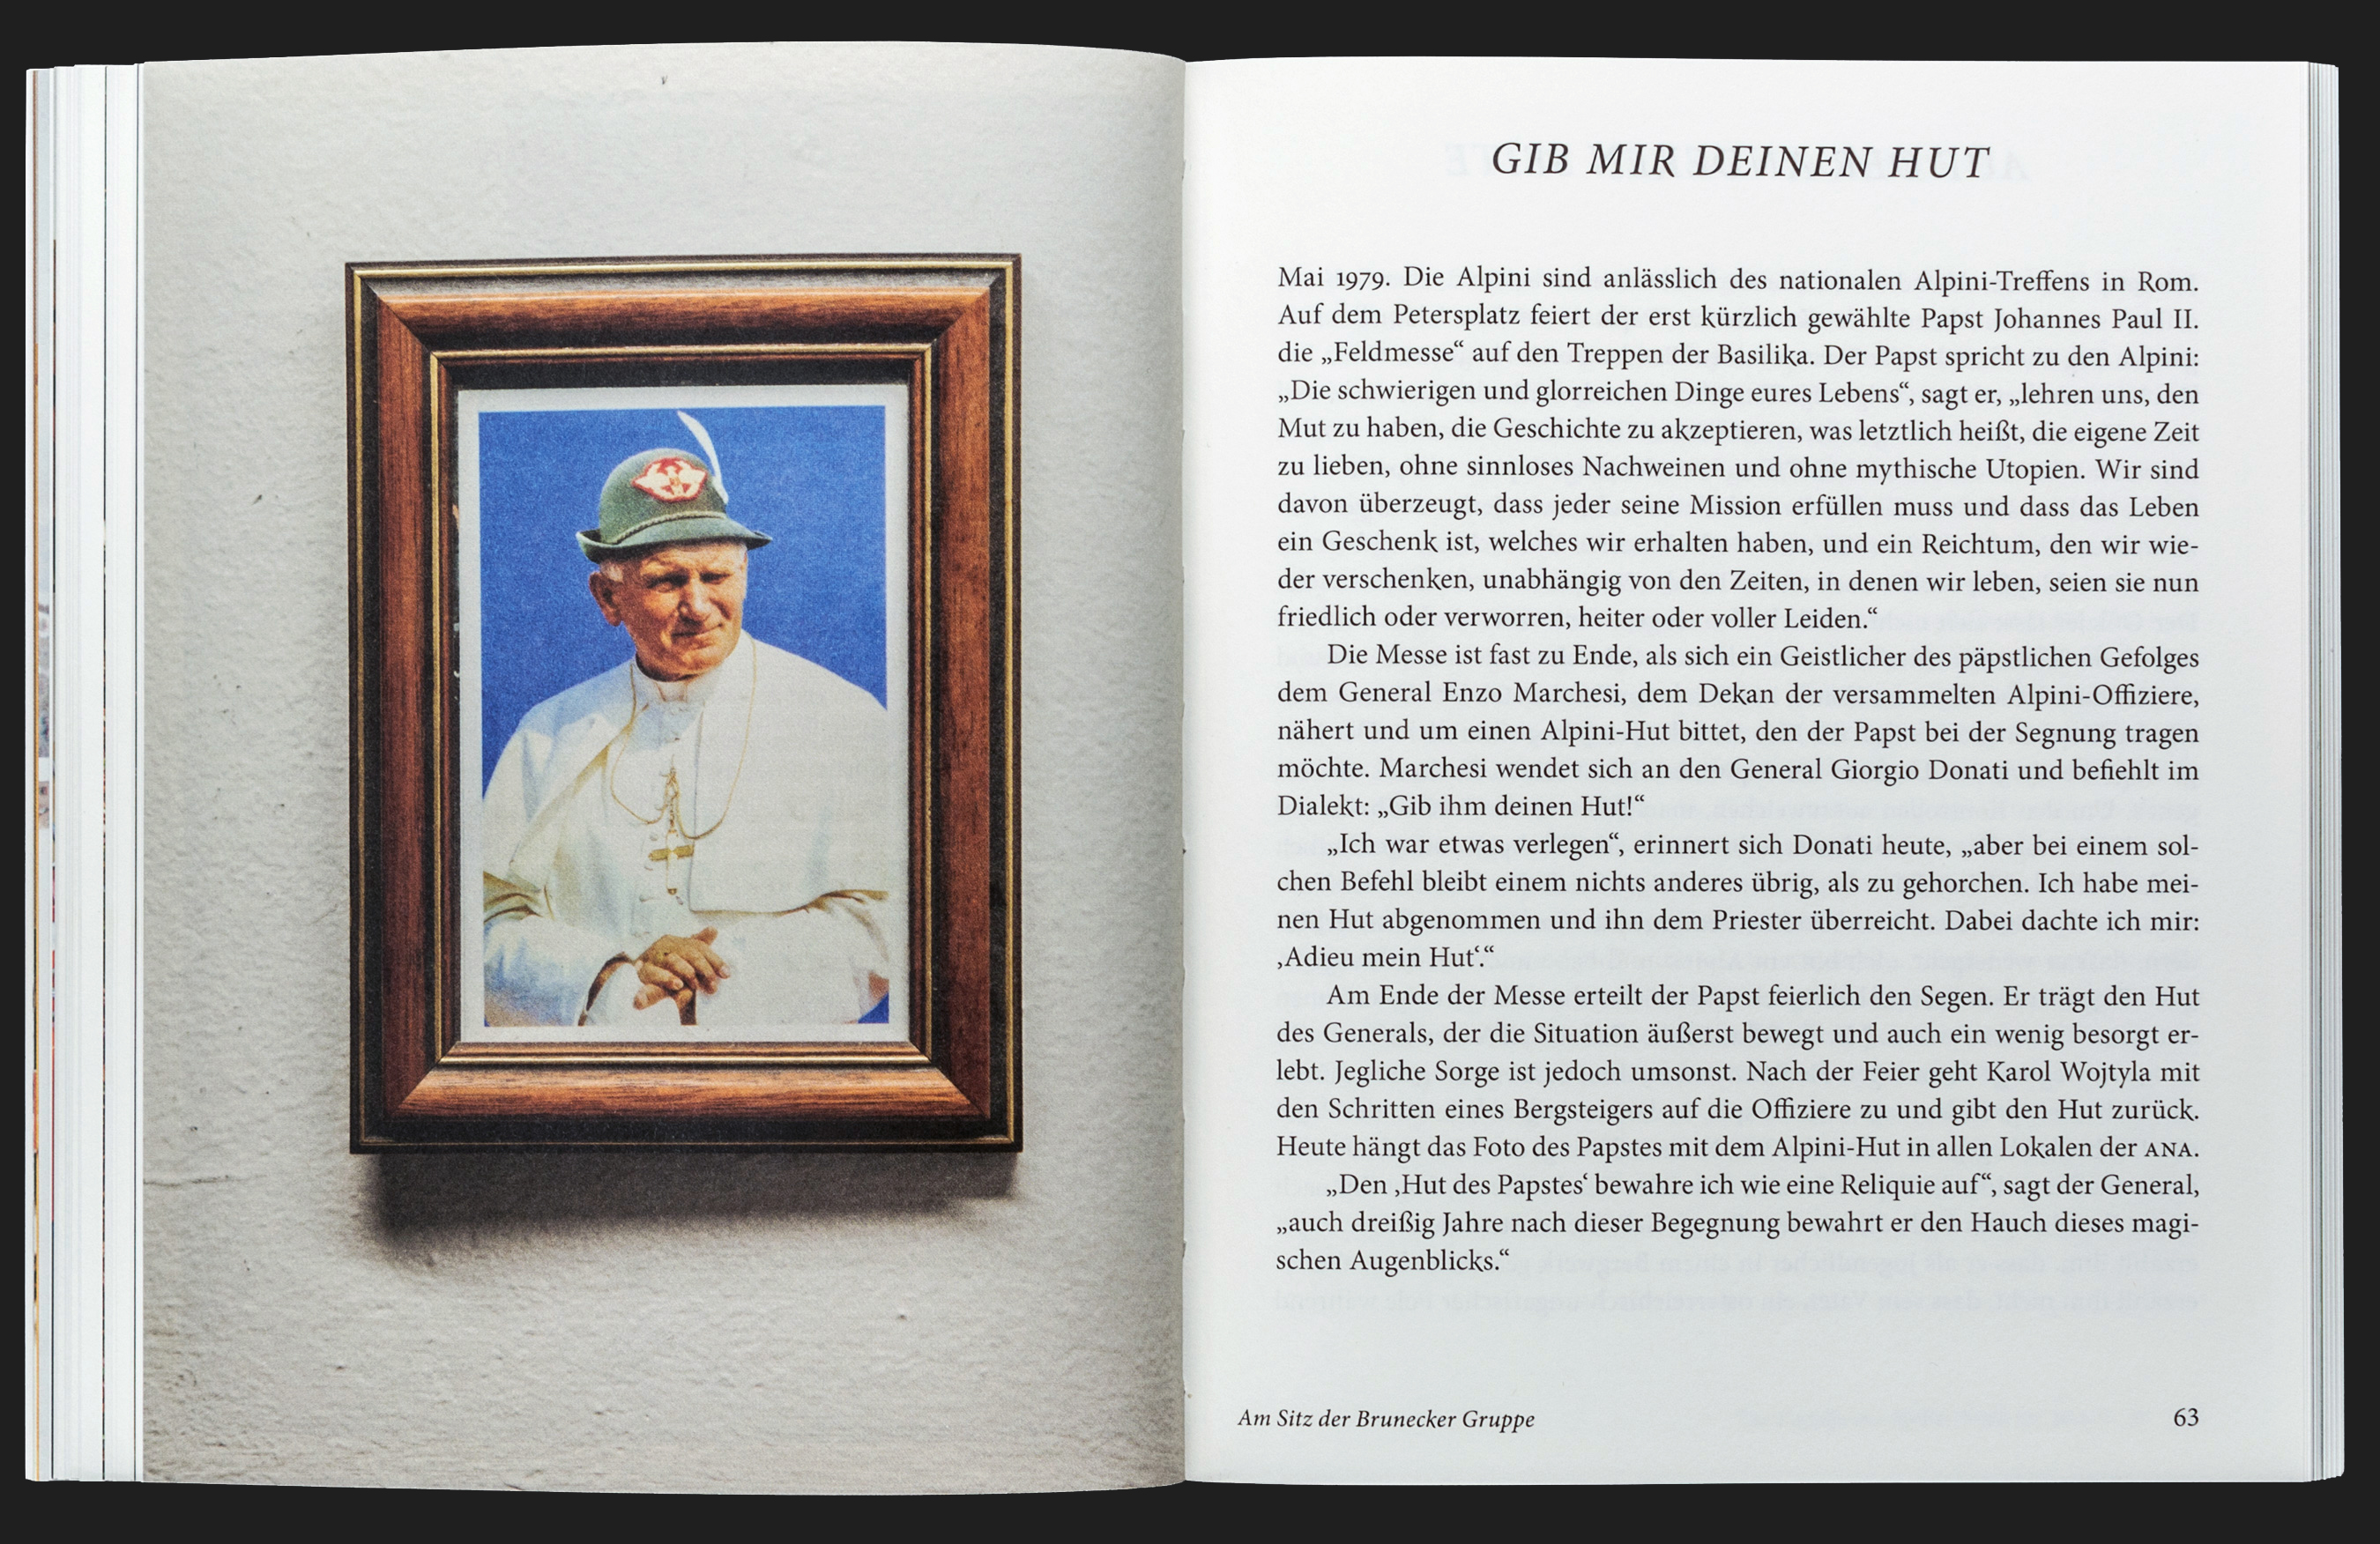 GIB MIR DEINEN HUT
Mai 1979. Die Alpini sind anlässlich des nationalen Alpini-Treffens in Rom.
Auf dem Petersplatz feiert der erst kürzlich gewählte Papst Johannes Paul II.
die „Feldmesse“ auf den Treppen der Basilika. Der Papst spricht zu den Alpini:
„Die schwierigen und glorreichen Dinge eures Lebens“, sagt er, „lehren uns, den
Mut zu haben, die Geschichte zu akzeptieren, was letztlich heißt, die eigene Zeit
zu lieben, ohne sinnloses Nachweinen und ohne mythische Utopien. Wir sind
davon überzeugt, dass jeder seine Mission erfüllen muss und dass das Leben
ein Geschenk ist, welches wir erhalten haben, und ein Reichtum, den wir wie-
der verschenken, unabhängig von den Zeiten, in denen wir leben, seien sie nun
friedlich oder verworren, heiter oder voller Leiden.“
Die Messe ist fast zu Ende, als sich ein Geistlicher des päpstlichen Gefolges
dem General Enzo Marchesi, dem Dekan der versammelten Alpini-Offiziere,
nähert und um einen Alpini-Hut bittet, den der Papst bei der Segnung tragen
möchte. Marchesi wendet sich an den General Giorgio Donati und befiehlt im
Dialekt: „Gib ihm deinen Hut!“
„Ich war etwas verlegen“, erinnert sich Donati heute, „aber bei einem sol-
chen Befehl bleibt einem nichts anderes übrig, als zu gehorchen. Ich habe mei-
nen Hut abgenommen und ihn dem Priester überreicht. Dabei dachte ich mir:
‚Adieu mein Hut‘.“
Am Ende der Messe erteilt der Papst feierlich den Segen. Er trägt den Hut
des Generals, der die Situation äußerst bewegt und auch ein wenig besorgt er-
lebt. Jegliche Sorge ist jedoch umsonst. Nach der Feier geht Karol Wojtyla mit
den Schritten eines Bergsteigers auf die Offiziere zu und gibt den Hut zurück.
Heute hängt das Foto des Papstes mit dem Alpini-Hut in allen Lokalen der ANA.
„Den ‚Hut des Papstes‘ bewahre ich wie eine Reliquie auf“, sagt der General,
„auch dreißig Jahre nach dieser Begegnung bewahrt er den Hauch dieses magi-
schen Augenblicks.“
Am Sitz der Brunecker Gruppe
63